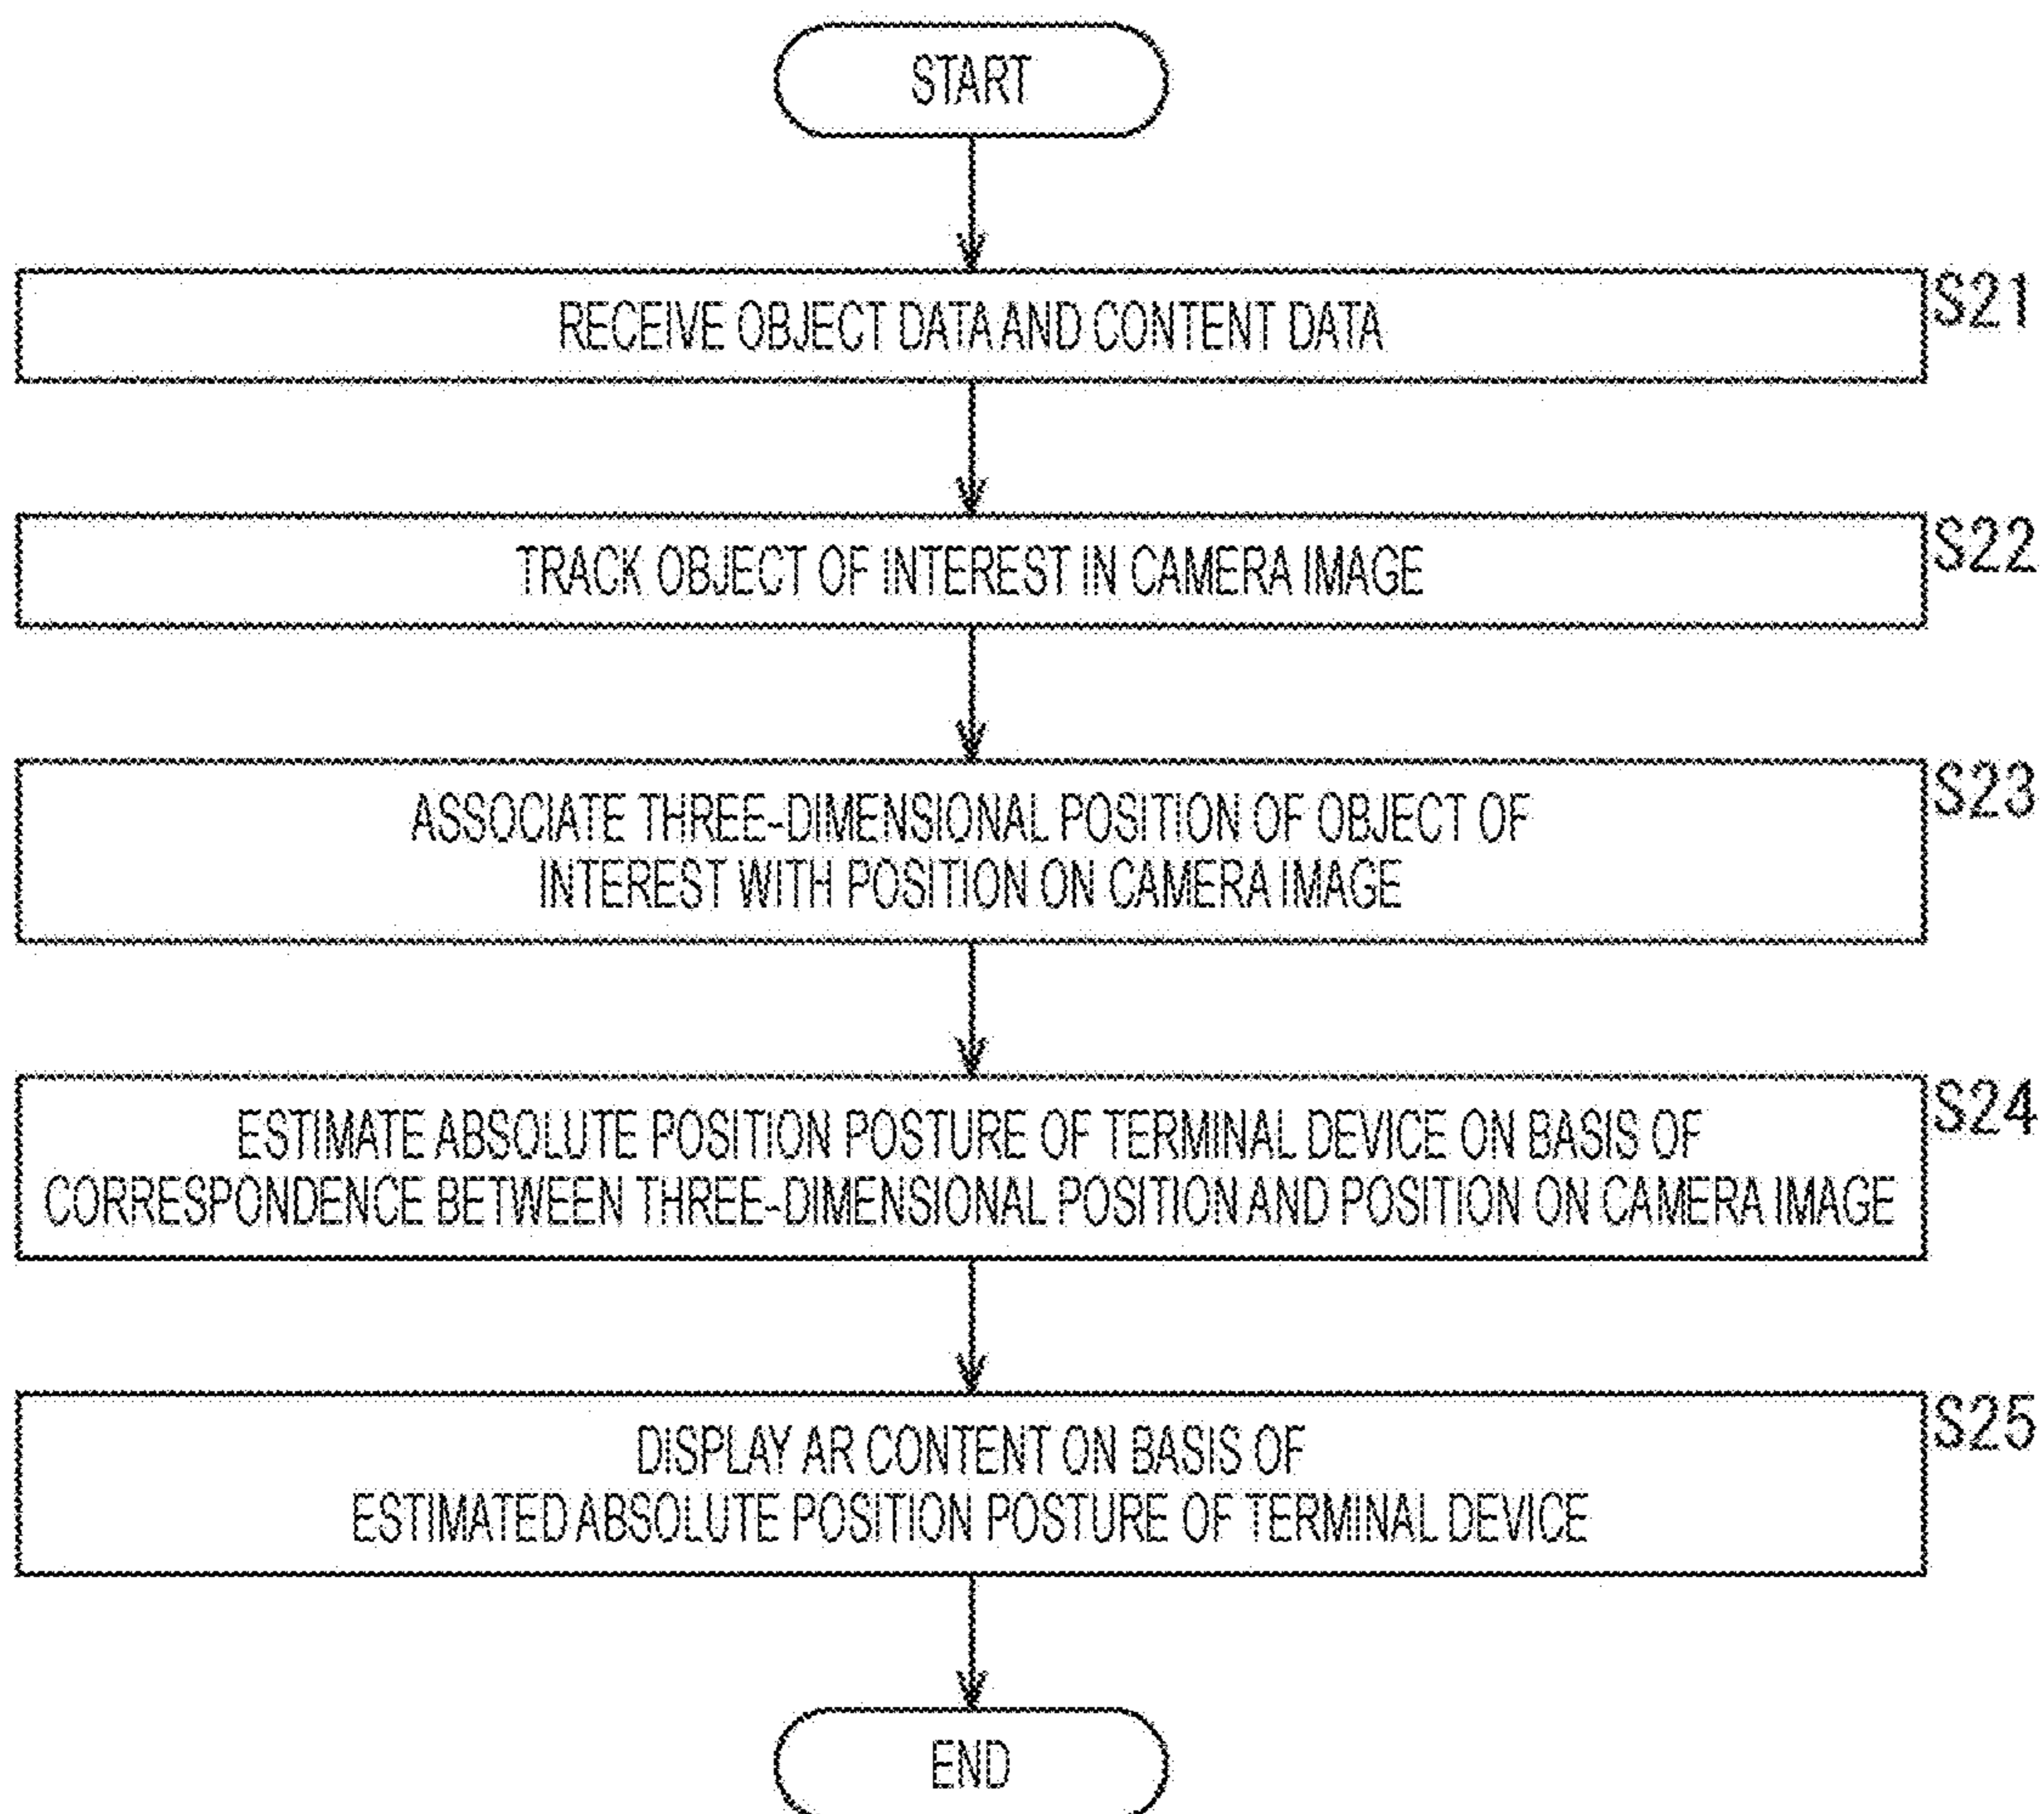 START
RECEIVE OBJECT DATA AND CONTENT DATA
S21
TRACK OBJECT OF INTEREST IN CAMERA IMAGE
S22
ASSOCIATE THREE-DIMENSIONAL POSITION OF OBJECT OF
INTEREST WITH POSITION ON CAMERA IMAGE
S23
ESTIMATE ABSOLUTE POSITION POSTURE OF TERMINAL DEVICE ON BASIS OF
CORRESPONDENCE BETWEEN THREE-DIMENSIONAL POSITION AND POSITION ON CAMERA IMAGE
S24
DISPLAY AR CONTENT ON BASIS OF
ESTIMATED ABSOLUTE POSITION POSTURE OF TERMINAL DEVICE
S25
END